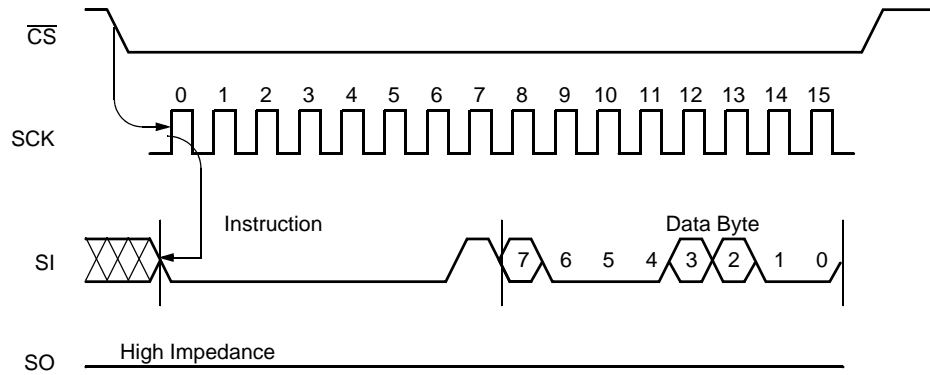 C̅S̅
0 1 2 3 4 5 6 7 8 9 10 11 12 13 14 15
SCK
Instruction Data Byte
SI 7 6 5 4 3 2 1 0
High Impedance
SO